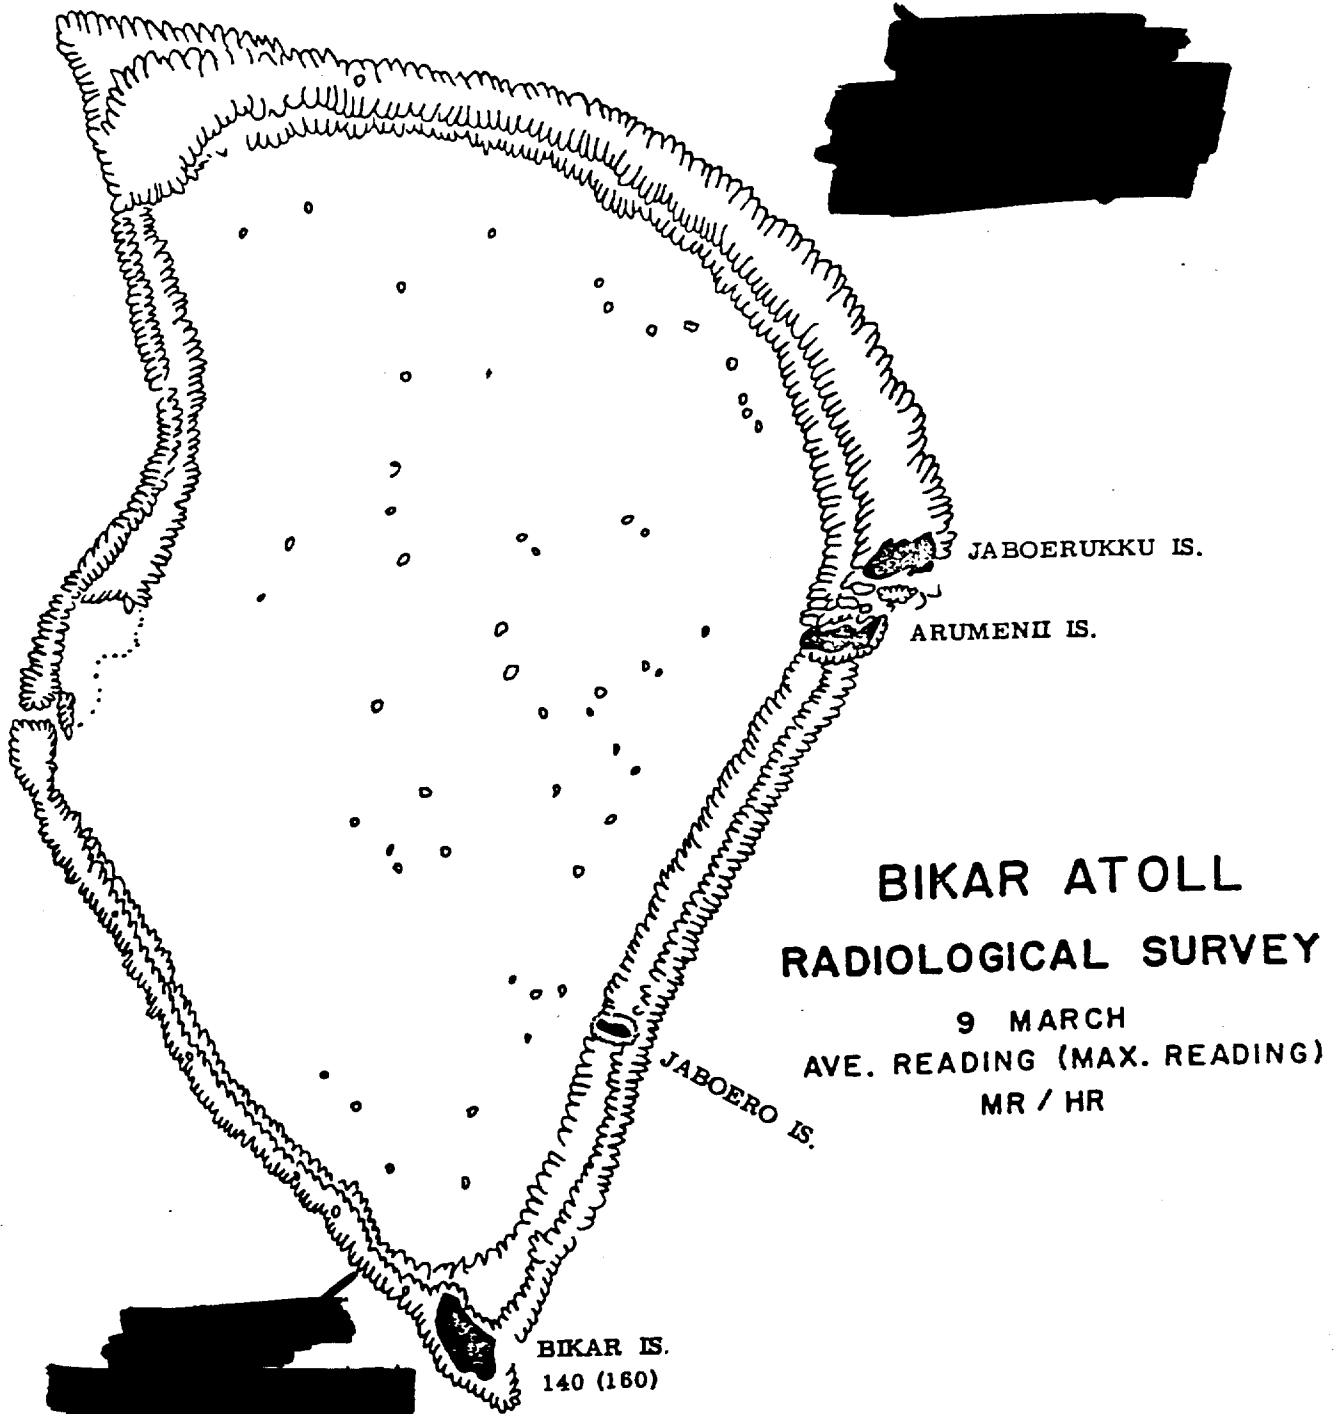 JABOERUKKU IS.
ARUMENII IS.
BIKAR ATOLL
RADIOLOGICAL SURVEY
9 MARCH
AVE. READING (MAX. READING)
MR / HR
JABOERO IS.
BIKAR IS.
140 (160)